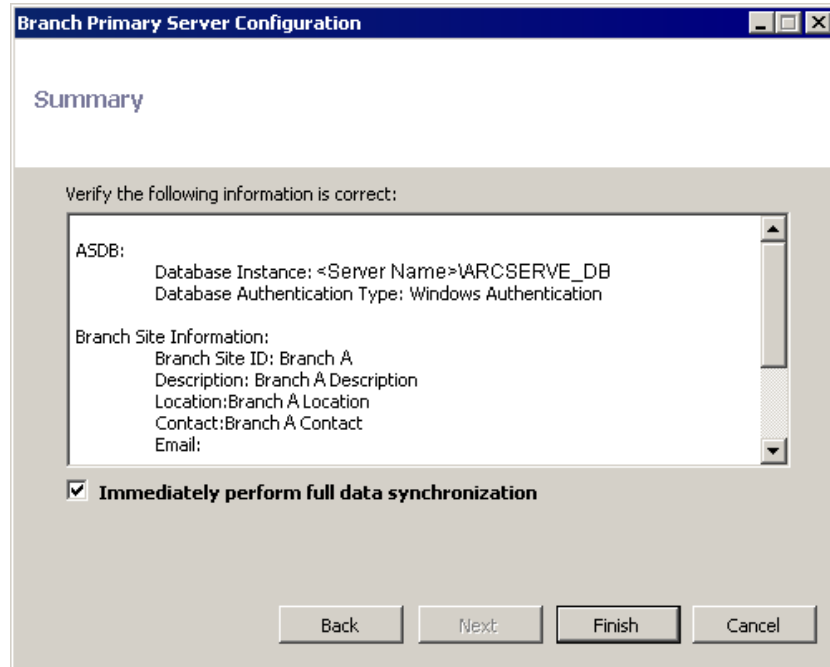 Branch Primary Server Configuration
Summary
Verify the following information is correct:
ASDB:
Database Instance: <Server Name>\ARCSERVE_DB
Database Authentication Type: Windows Authentication
Branch Site Information:
Branch Site ID: Branch A
Description: Branch A Description
Location:Branch A Location
Contact:Branch A Contact
Email:
Immediately perform full data synchronization
Back Next Finish Cancel